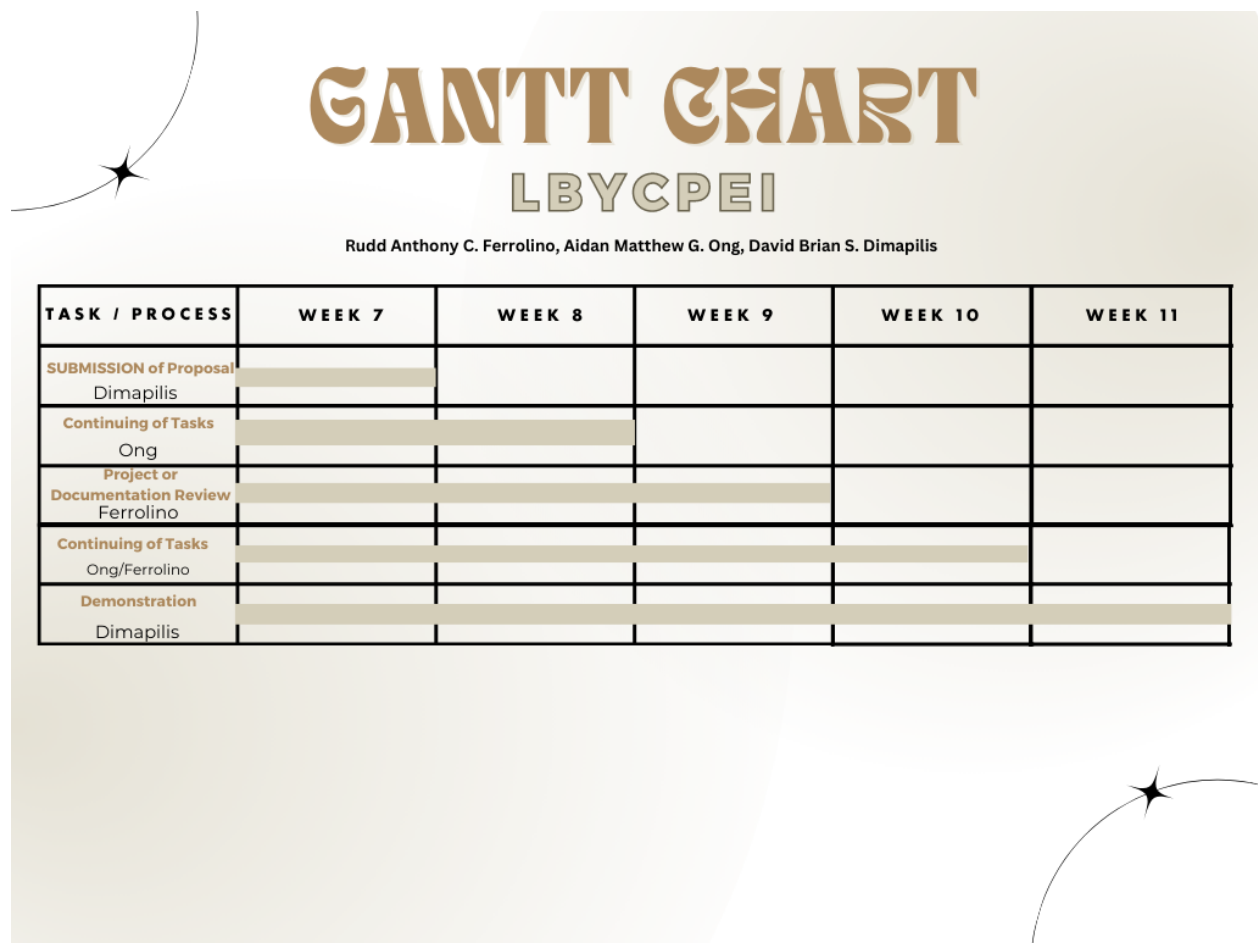 GANTT CHART
LBYCPEI
Rudd Anthony C. Ferrolino, Aidan Matthew G. Ong, David Brian S. Dimapilis
TASK / PROCESS WEEK 7 WEEK 8 WEEK 9 WEEK 10 WEEK 11
SUBMISSION of Proposal
Dimapilis
Continuing of Tasks
Ong
Project or
Documentation Review
Ferrolino
Continuing of Tasks
Ong/Ferrolino
Demonstration
Dimapilis